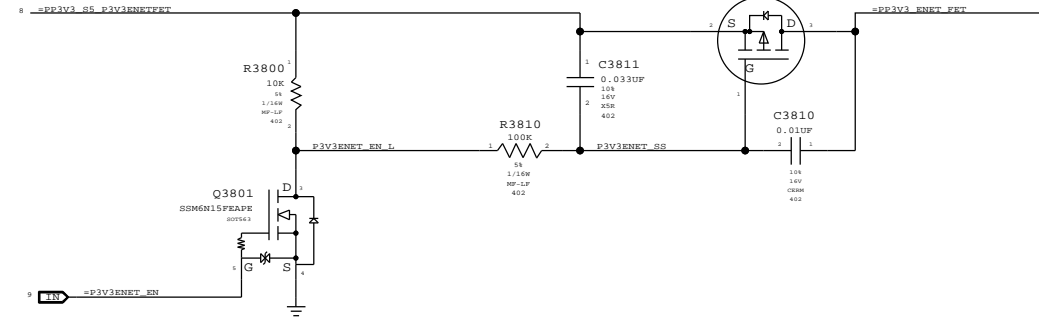 8 =PP3V3_S5_P3V3ENETFET
=PP3V3_ENET_FET
2 S D 3
G
1
1
R3800
10K
5%
1/16W
MF-LF
402
2
1
C3811
0.033UF
10%
16V
X5R
402
2
P3V3ENET_EN_L
R3810
100K
1 2
5%
1/16W
MF-LF
402
P3V3ENET_SS
C3810
0.01UF
2 1
10%
16V
CERM
402
Q3801
SSM6N15FEAPE
SOT563
D 3
5 G S 4
9 IN =P3V3ENET_EN